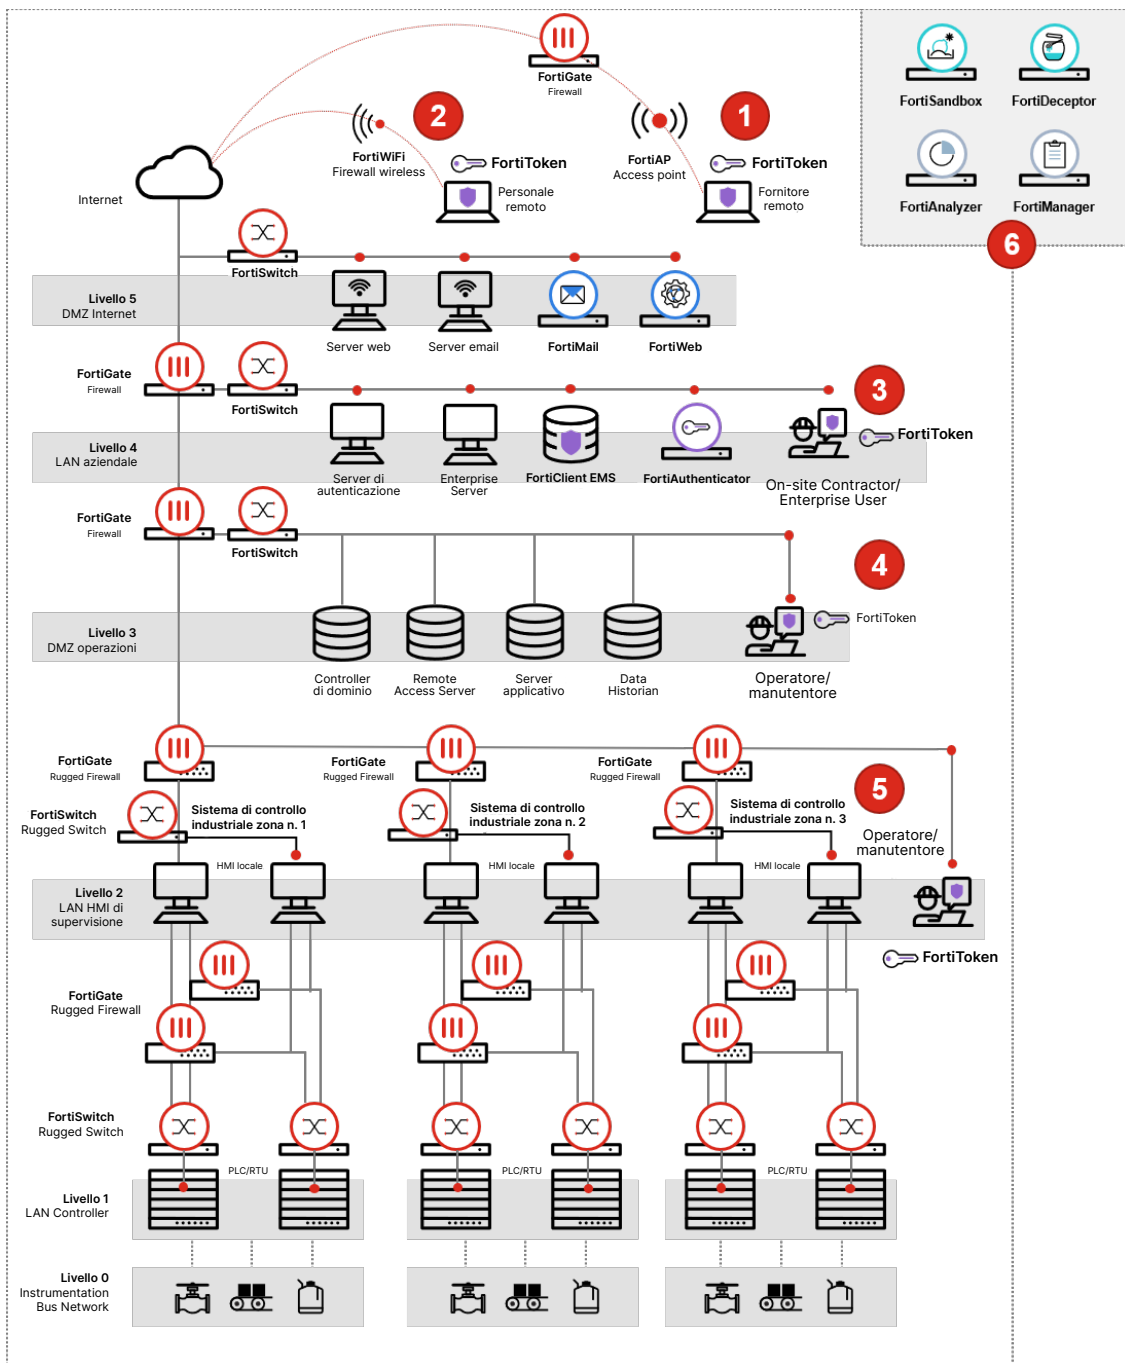 FortiGate
Firewall
1
2
FortiWiFi
Firewall wireless
FortiToken
Personale
remoto
FortiAP
Access point
FortiToken
Fornitore
remoto
FortiSandbox
FortiDeceptor
FortiAnalyzer
FortiManager
6
Internet
FortiSwitch
Livello 5
DMZ Internet
Server web
Server email
FortiMail
FortiWeb
FortiGate
Firewall
FortiSwitch
3
FortiToken
Livello 4
LAN aziendale
Server di
autenticazione
Enterprise
Server
FortiClient EMS
FortiAuthenticator
On-site Contractor/
Enterprise User
FortiGate
Firewall
FortiSwitch
4
FortiToken
Livello 3
DMZ operazioni
Controller
di dominio
Remote
Access Server
Server
applicativo
Data
Historian
Operatore/
manutentore
FortiGate
Rugged Firewall
FortiGate
Rugged Firewall
FortiGate
Rugged Firewall
5
FortiSwitch
Rugged Switch
Sistema di controllo
industriale zona n. 1
Sistema di controllo
industriale zona n. 2
Sistema di controllo
industriale zona n. 3
Operatore/
manutentore
HMI locale
HMI locale
HMI locale
Livello 2
LAN HMI di
supervisione
FortiToken
FortiGate
Rugged Firewall
FortiSwitch
Rugged Switch
PLC/RTU
PLC/RTU
PLC/RTU
Livello 1
LAN Controller
Livello 0
Instrumentation
Bus Network